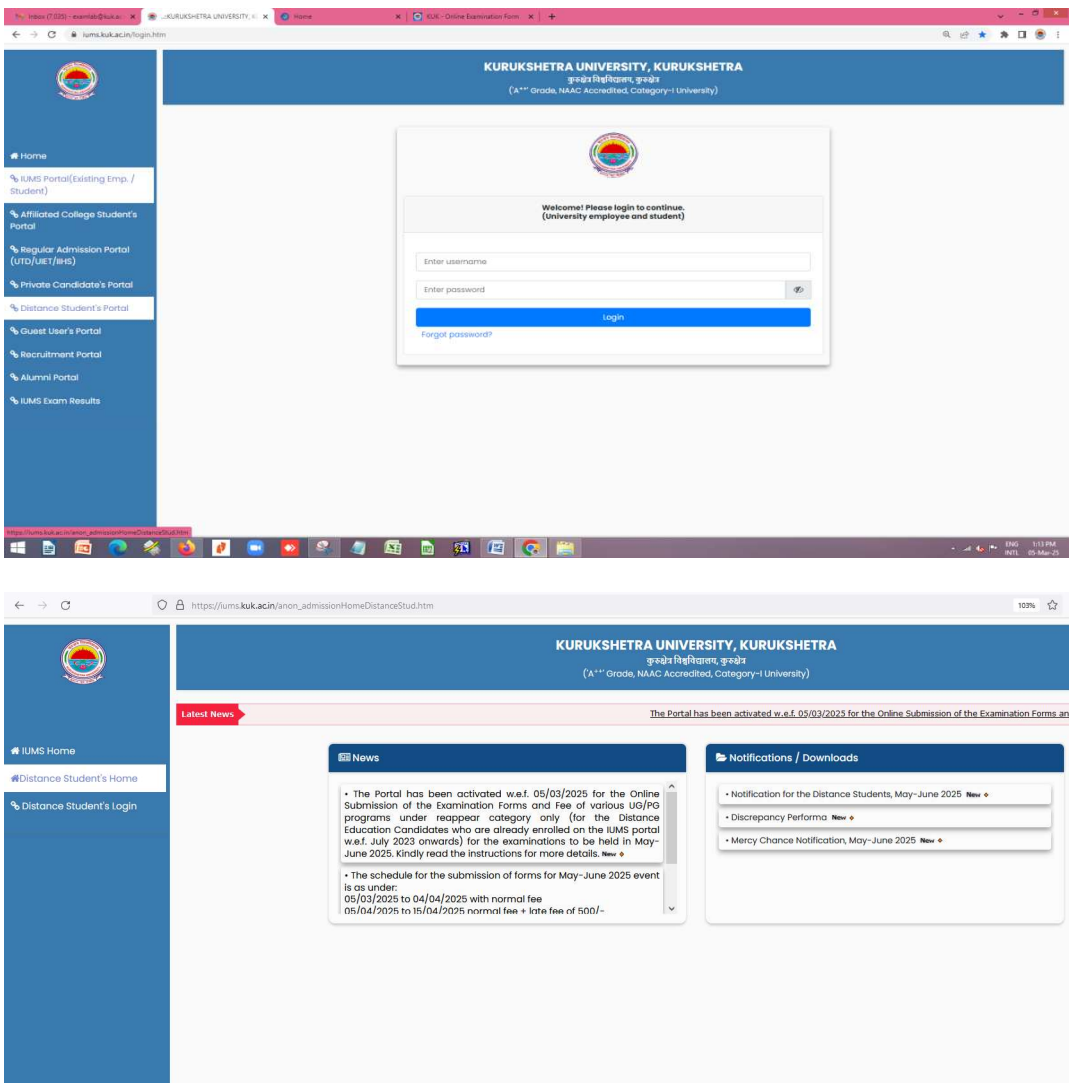 Inbox (7,035) - examtab@kuk.ac
KURUKSHETRA UNIVERSITY, K
Home
KUK - Online Examination Form
iums.kuk.ac.in/login.htm
KURUKSHETRA UNIVERSITY, KURUKSHETRA
कुरुक्षेत्र विश्वविद्यालय, कुरुक्षेत्र
('A++' Grade, NAAC Accredited, Category-I University)
Home
IUMS Portal(Existing Emp. /
Student)
Affiliated College Student's
Portal
Regular Admission Portal
(UTD/UIET/IIHS)
Private Candidate's Portal
Distance Student's Portal
Guest User's Portal
Recruitment Portal
Alumni Portal
IUMS Exam Results
Welcome! Please login to continue.
(University employee and student)
Enter username
Enter password
Login
Forgot password?
https://iums.kuk.ac.in/anon_admissionHomeDistanceStud.htm
ENG 1:13 PM
INTL 05-Mar-25
https://iums.kuk.ac.in/anon_admissionHomeDistanceStud.htm
103%
KURUKSHETRA UNIVERSITY, KURUKSHETRA
कुरुक्षेत्र विश्वविद्यालय, कुरुक्षेत्र
('A++' Grade, NAAC Accredited, Category-I University)
Latest News
The Portal has been activated w.e.f. 05/03/2025 for the Online Submission of the Examination Forms an
IUMS Home
Distance Student's Home
Distance Student's Login
News
• The Portal has been activated w.e.f. 05/03/2025 for the Online
Submission of the Examination Forms and Fee of various UG/PG
programs under reappear category only (for the Distance
Education Candidates who are already enrolled on the IUMS portal
w.e.f. July 2023 onwards) for the examinations to be held in May-
June 2025. Kindly read the instructions for more details. New
• The schedule for the submission of forms for May-June 2025 event
is as under:
05/03/2025 to 04/04/2025 with normal fee
05/04/2025 to 15/04/2025 normal fee + late fee of 500/-
Notifications / Downloads
• Notification for the Distance Students, May-June 2025 New
• Discrepancy Performa New
• Mercy Chance Notification, May-June 2025 New